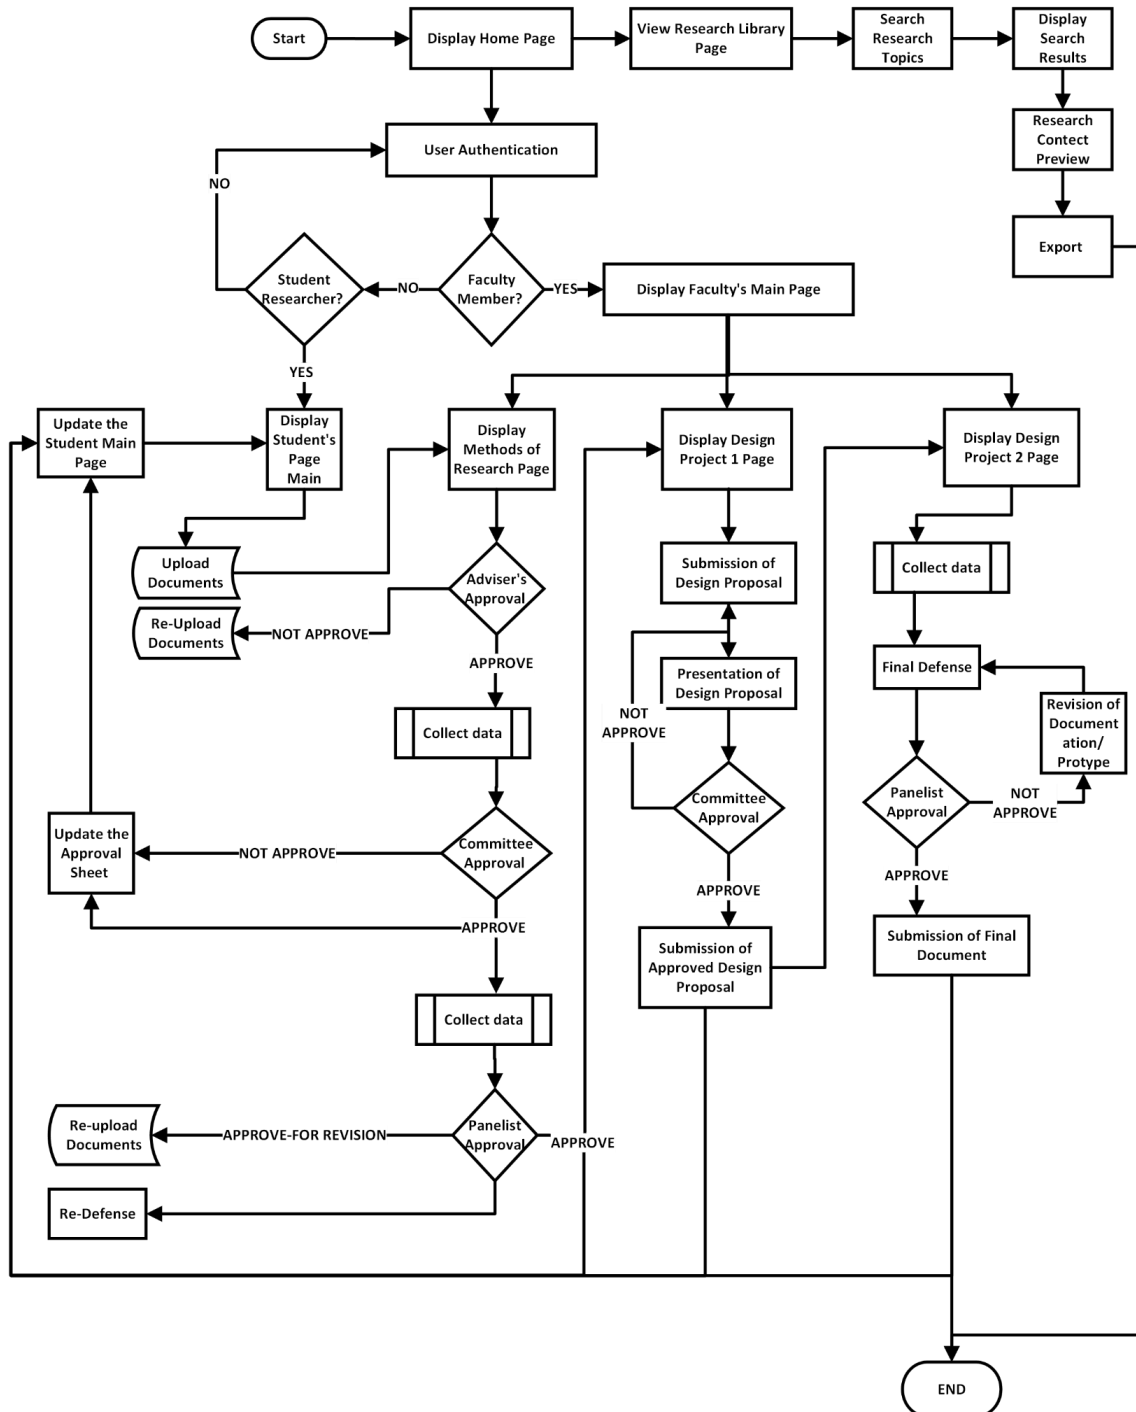 Start
Display Home Page
View Research Library
Page
Search
Research
Topics
Display
Search
Results
User Authentication
Research
Contect
Preview
NO
Export
Student
Researcher?
NO
Faculty
Member?
YES
Display Faculty's Main Page
YES
Update the
Student Main
Page
Display
Student's
Page
Main
Display
Methods of
Research Page
Display Design
Project 1 Page
Display Design
Project 2 Page
Upload
Documents
Adviser's
Approval
Submission of
Design Proposal
Collect data
Re-Upload
Documents
NOT APPROVE
APPROVE
Presentation of
Design Proposal
Final Defense
NOT
APPROVE
Revision of
Document
ation/
Protype
Collect data
Committee
Approval
Panelist
Approval
NOT
APPROVE
Update the
Approval
Sheet
NOT APPROVE
Committee
Approval
APPROVE
APPROVE
APPROVE
Submission of
Approved Design
Proposal
Submission of Final
Document
Collect data
Re-upload
Documents
APPROVE-FOR REVISION
Panelist
Approval
APPROVE
Re-Defense
END